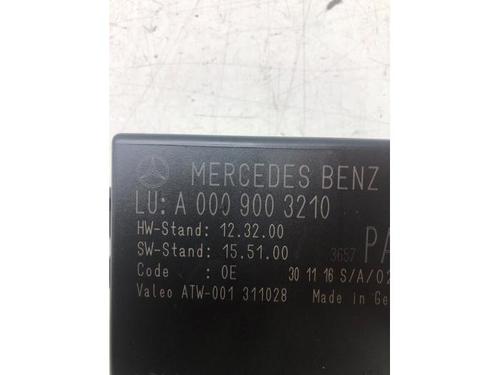 MERCEDES BENZ
LU: A 000 900 3210
HW-Stand: 12.32.00
SW-Stand: 15.51.00 3657 PA
Code : 0E 30 11 16 S/A/02
Valeo ATW-001 311028 Made in Ge